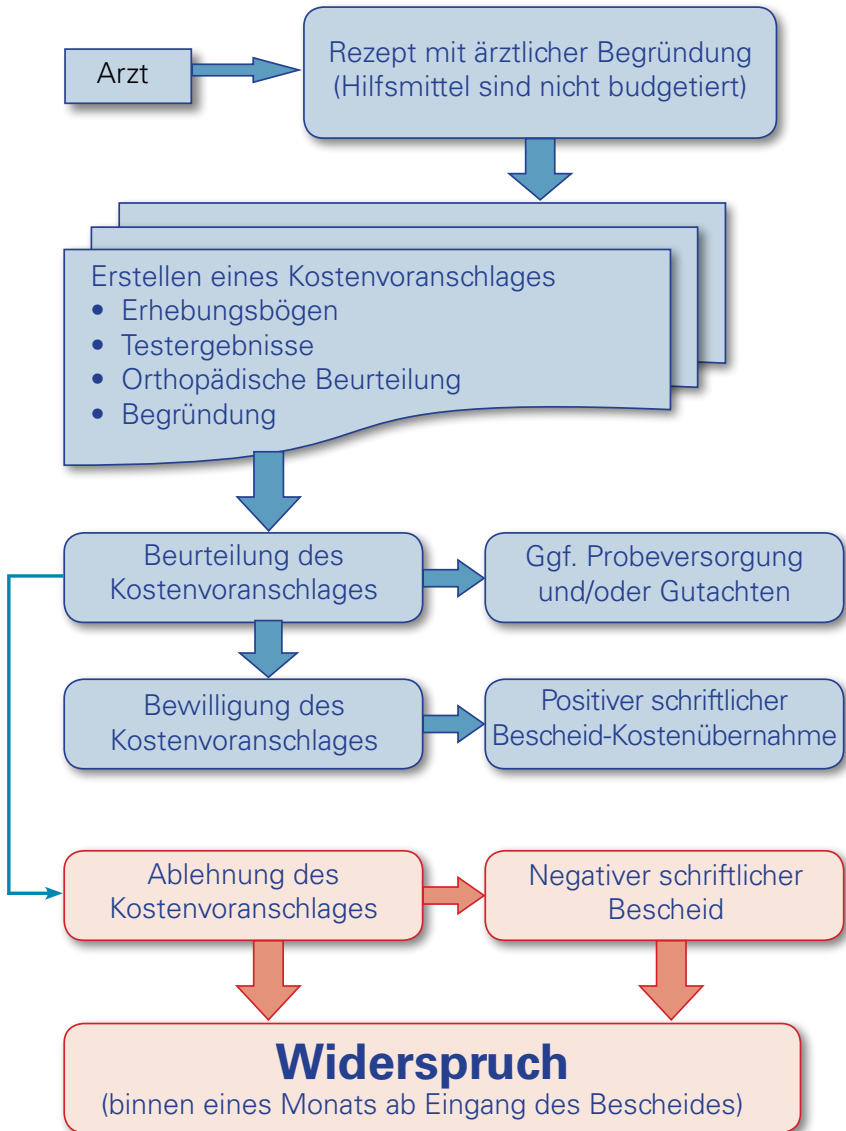 Arzt
Rezept mit ärztlicher Begründung
(Hilfsmittel sind nicht budgetiert)
Erstellen eines Kostenvoranschlages
• Erhebungsbögen
• Testergebnisse
• Orthopädische Beurteilung
• Begründung
Beurteilung des
Kostenvoranschlages
Ggf. Probeversorgung
und/oder Gutachten
Bewilligung des
Kostenvoranschlages
Positiver schriftlicher
Bescheid-Kostenübernahme
Ablehnung des
Kostenvoranschlages
Negativer schriftlicher
Bescheid
Widerspruch
(binnen eines Monats ab Eingang des Bescheides)